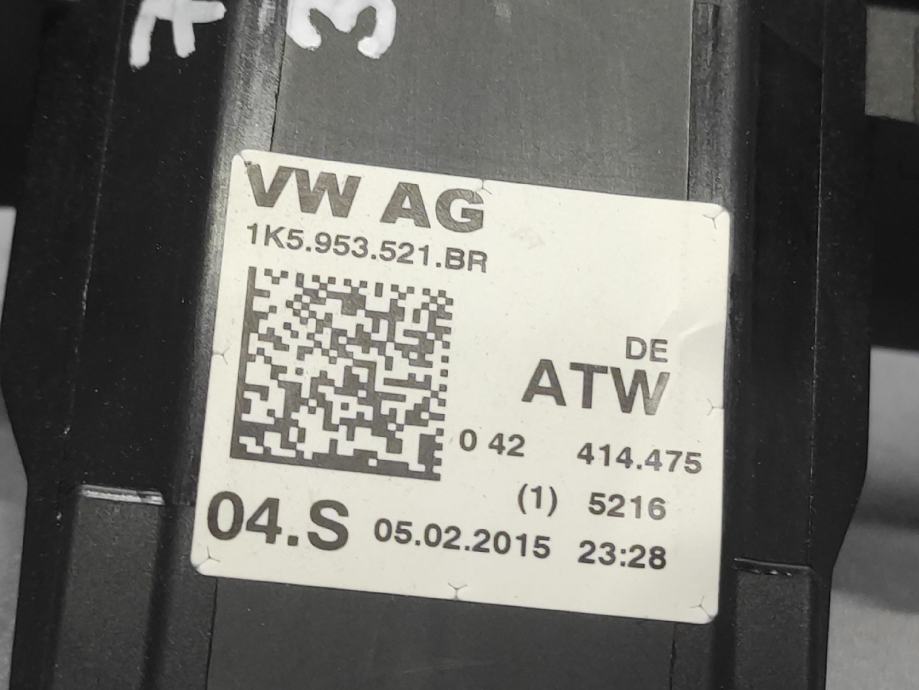 VW AG
1K5.953.521.BR
DE
ATW
0 42 414.475
(1) 5216
04.S 05.02.2015 23:28